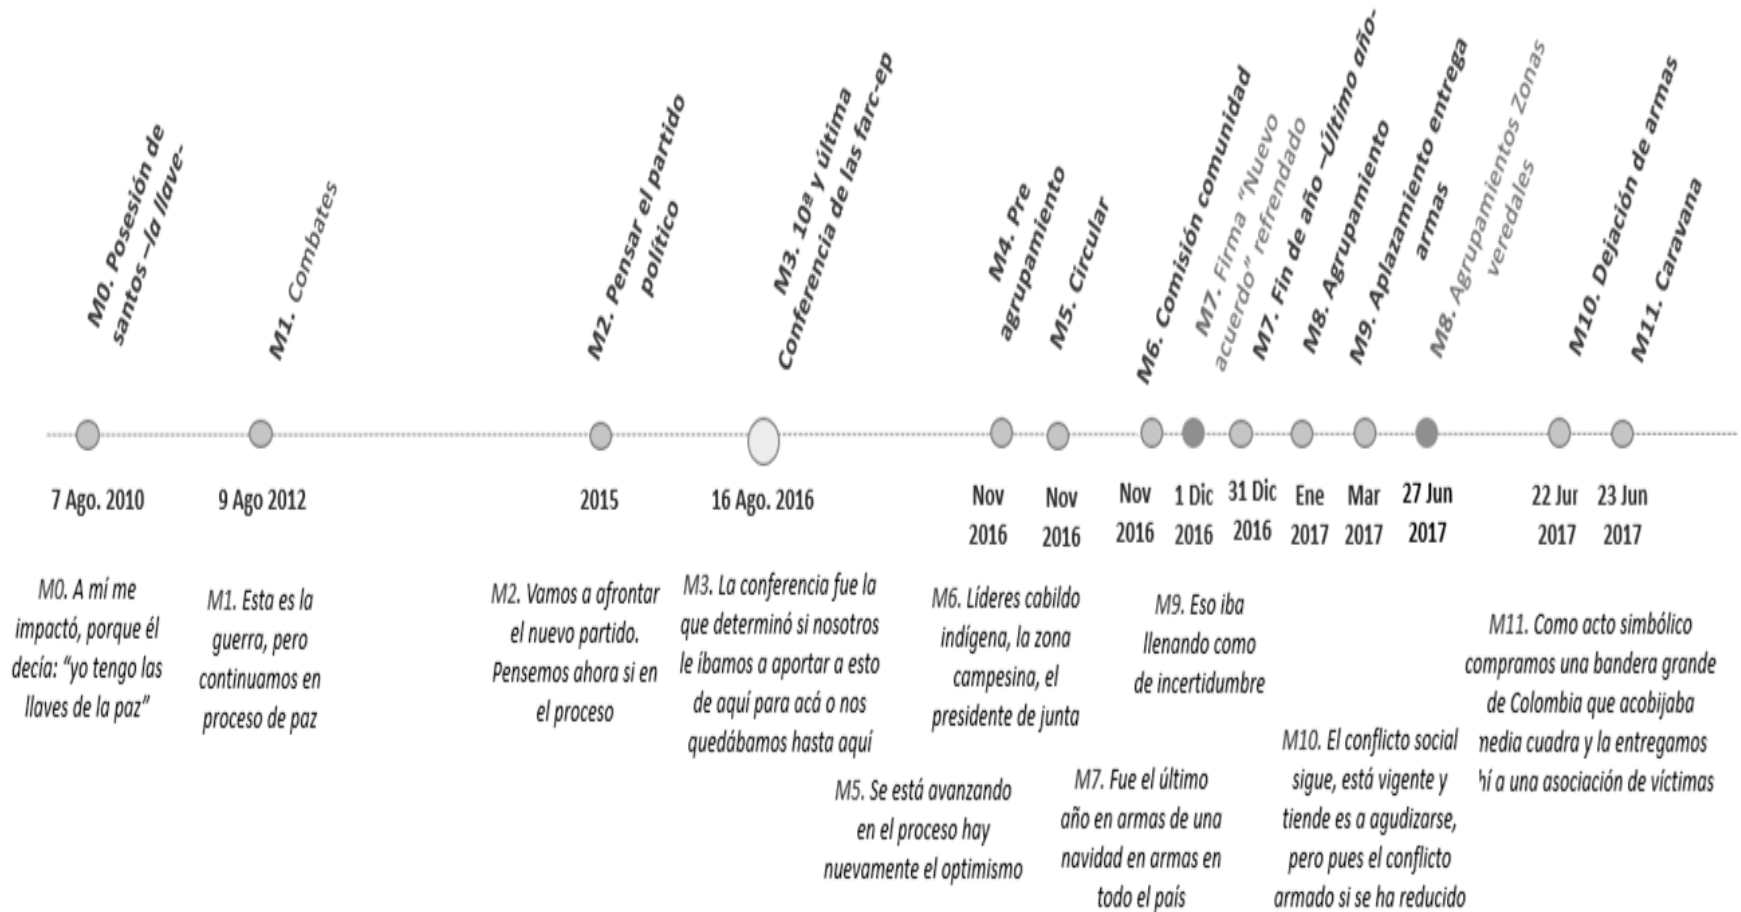 M0. Posesión de
santos –la llave-
M1. Combates
M2. Pensar el partido
político
M3. 10ª y última
Conferencia de las farc-ep
M4. Pre
agrupamiento
M5. Circular
M6. Comisión comunidad
M7. Firma “Nuevo
acuerdo” refrendado
M7. Fin de año –Último año-
M8. Agrupamiento
M9. Aplazamiento entrega
armas
M8. Agrupamientos Zonas
veredales
M10. Dejación de armas
M11. Caravana
7 Ago. 2010
9 Ago 2012
2015
16 Ago. 2016
Nov
2016
Nov
2016
Nov
2016
1 Dic
2016
31 Dic
2016
Ene
2017
Mar
2017
27 Jun
2017
22 Jur
2017
23 Jun
2017
M0. A mí me
impactó, porque él
decía: “yo tengo las
llaves de la paz”
M1. Esta es la
guerra, pero
continuamos en
proceso de paz
M2. Vamos a afrontar
el nuevo partido.
Pensemos ahora si en
el proceso
M3. La conferencia fue la
que determinó si nosotros
le íbamos a aportar a esto
de aquí para acá o nos
quedábamos hasta aquí
M5. Se está avanzando
en el proceso hay
nuevamente el optimismo
M6. Líderes cabildo
indígena, la zona
campesina, el
presidente de junta
M7. Fue el último
año en armas de una
navidad en armas en
todo el país
M9. Eso iba
llenando como
de incertidumbre
M10. El conflicto social
sigue, está vigente y
tiende es a agudizarse,
pero pues el conflicto
armado si se ha reducido
M11. Como acto simbólico
compramos una bandera grande
de Colombia que acobijaba
media cuadra y la entregamos
hí a una asociación de víctimas